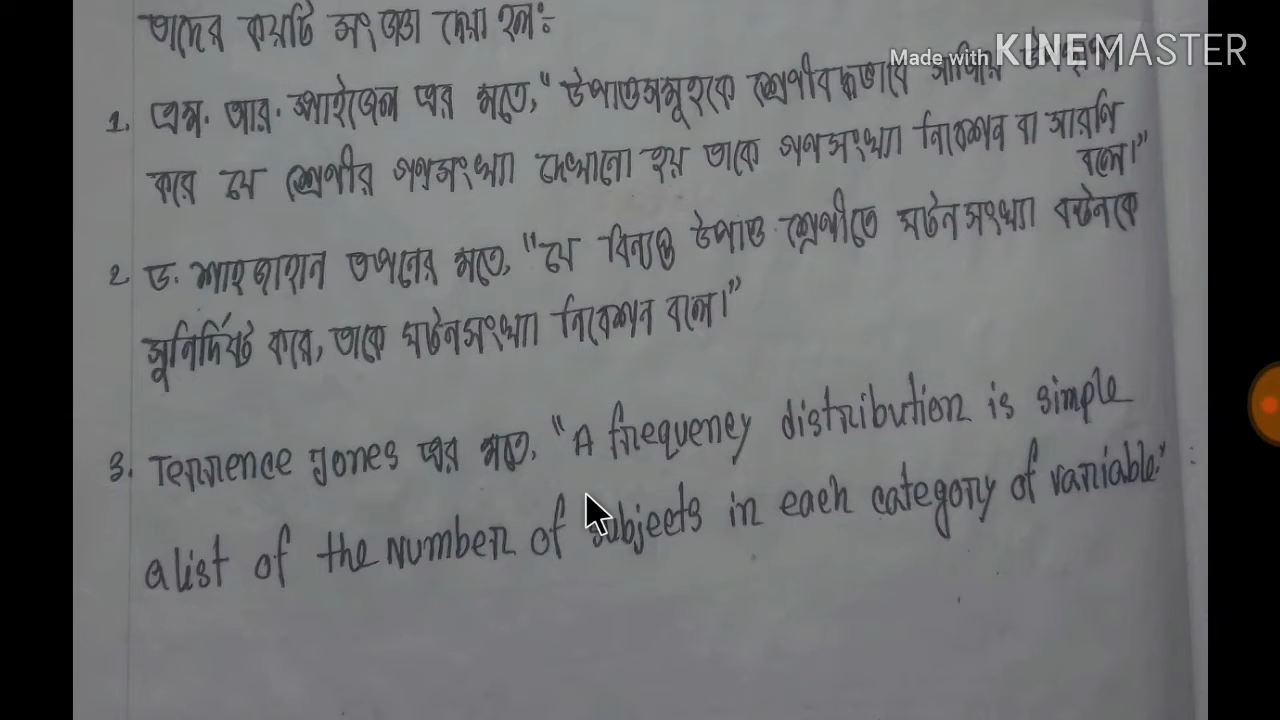 তাদের কয়টি সংজ্ঞা দেয়া হল:
Made with KINEMASTER
1. এম. আর. স্পাইজেল এর মতে, "উপাত্তসমূহকে শ্রেণীবদ্ধভাবে সাজিয়ে
করে যে শ্রেণীর গণসংখ্যা দেখানো হয় তাকে গণসংখ্যা নিবেশন বা সারণি
বলে।"
2 ড. শাহজাহান তপনের মতে, "যে বিন্যস্ত উপাত্ত শ্রেণীতে ঘটনসংখ্যা বন্টনকে
সুনির্দিষ্ট করে, তাকে ঘটনসংখ্যা নিবেশন বলে।"
3. Terrence Jones এর মতে, "A frequency distribution is simple
a list of the number of subjects in each category of variable."